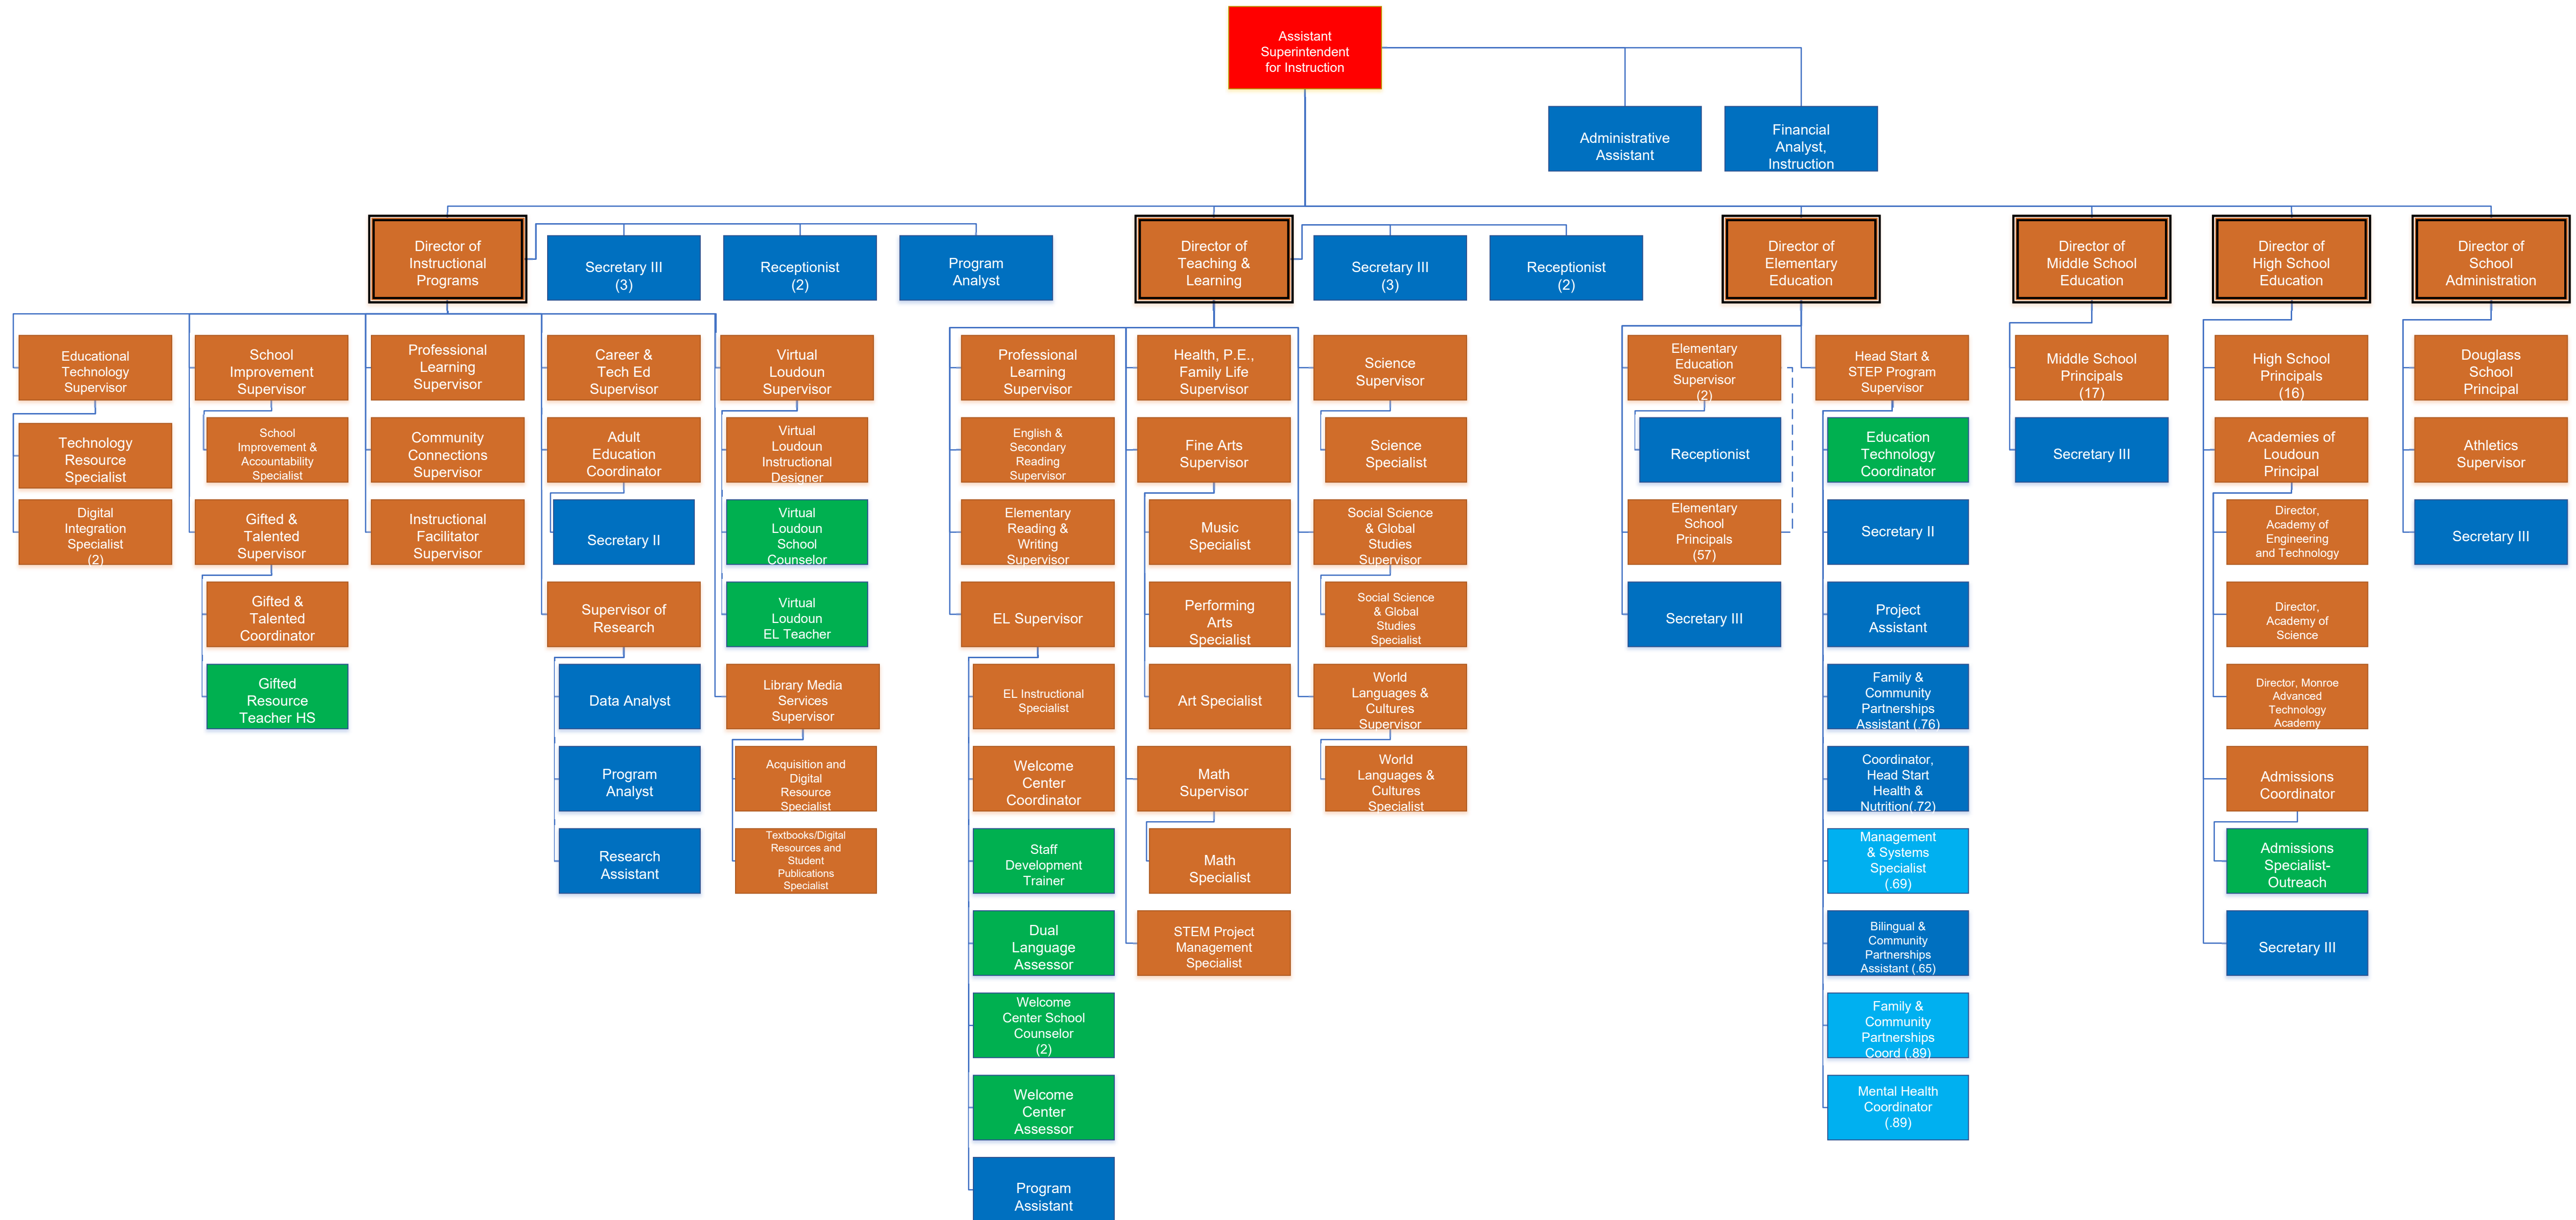 Assistant
Superintendent
for Instruction
Administrative
Assistant
Financial
Analyst,
Instruction
Director of
Instructional
Programs
Secretary III
(3)
Receptionist
(2)
Program
Analyst
Director of
Teaching &
Learning
Secretary III
(3)
Receptionist
(2)
Director of
Elementary
Education
Director of
Middle School
Education
Director of
High School
Education
Director of
School
Administration
Educational
Technology
Supervisor
Technology
Resource
Specialist
Digital
Integration
Specialist
(2)
School
Improvement
Supervisor
School
Improvement &
Accountability
Specialist
Gifted &
Talented
Supervisor
Gifted &
Talented
Coordinator
Gifted
Resource
Teacher HS
Professional
Learning
Supervisor
Community
Connections
Supervisor
Instructional
Facilitator
Supervisor
Career &
Tech Ed
Supervisor
Adult
Education
Coordinator
Secretary II
Supervisor of
Research
Data Analyst
Program
Analyst
Research
Assistant
Virtual
Loudoun
Supervisor
Virtual
Loudoun
Instructional
Designer
Virtual
Loudoun
School
Counselor
Virtual
Loudoun
EL Teacher
Library Media
Services
Supervisor
Acquisition and
Digital
Resource
Specialist
Textbooks/Digital
Resources and
Student
Publications
Specialist
Professional
Learning
Supervisor
English &
Secondary
Reading
Supervisor
Elementary
Reading &
Writing
Supervisor
EL Supervisor
EL Instructional
Specialist
Welcome
Center
Coordinator
Staff
Development
Trainer
Dual
Language
Assessor
Welcome
Center School
Counselor
(2)
Welcome
Center
Assessor
Program
Assistant
Health, P.E.,
Family Life
Supervisor
Fine Arts
Supervisor
Music
Specialist
Performing
Arts
Specialist
Art Specialist
Math
Supervisor
Math
Specialist
STEM Project
Management
Specialist
Science
Supervisor
Science
Specialist
Social Science
& Global
Studies
Supervisor
Social Science
& Global
Studies
Specialist
World
Languages &
Cultures
Supervisor
World
Languages &
Cultures
Specialist
Elementary
Education
Supervisor
(2)
Receptionist
Elementary
School
Principals
(57)
Secretary III
Head Start &
STEP Program
Supervisor
Education
Technology
Coordinator
Secretary II
Project
Assistant
Family &
Community
Partnerships
Assistant (.76)
Coordinator,
Head Start
Health &
Nutrition(.72)
Management
& Systems
Specialist
(.69)
Bilingual &
Community
Partnerships
Assistant (.65)
Family &
Community
Partnerships
Coord (.89)
Mental Health
Coordinator
(.89)
Middle School
Principals
(17)
Secretary III
High School
Principals
(16)
Academies of
Loudoun
Principal
Director,
Academy of
Engineering
and Technology
Director,
Academy of
Science
Director, Monroe
Advanced
Technology
Academy
Admissions
Coordinator
Admissions
Specialist-
Outreach
Secretary III
Douglass
School
Principal
Athletics
Supervisor
Secretary III